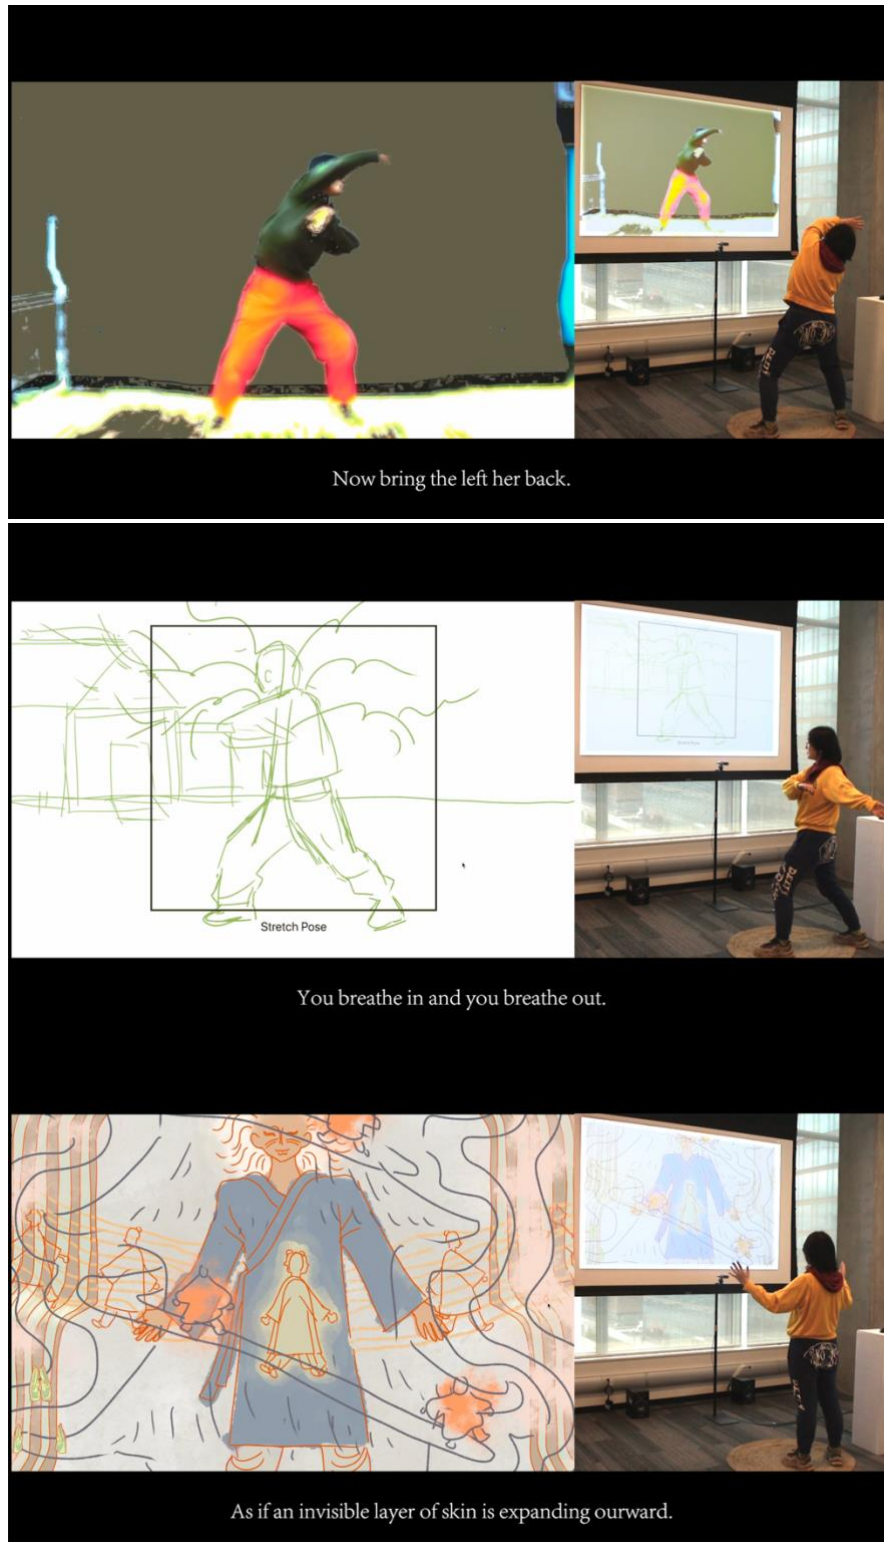 Now bring the left her back.
Stretch Pose
You breathe in and you breathe out.
As if an invisible layer of skin is expanding ourward.